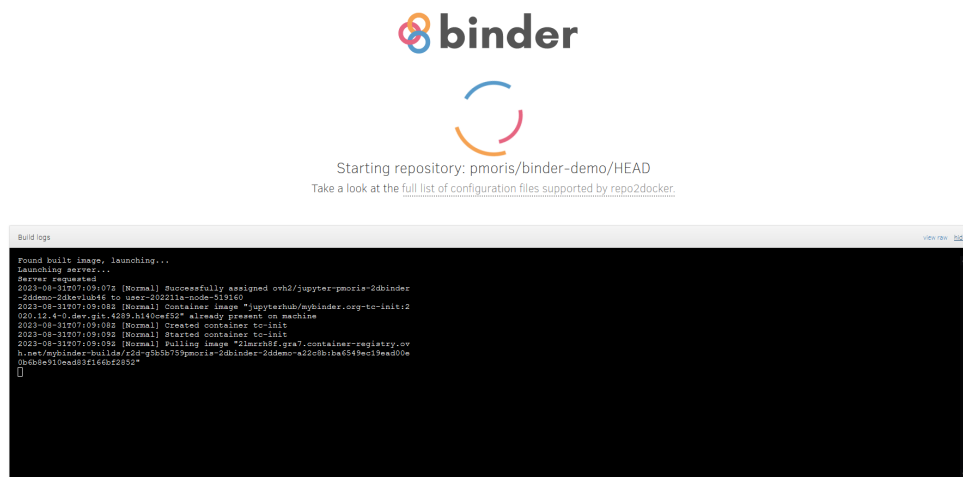 binder
Starting repository: pmoris/binder-demo/HEAD
Take a look at the full list of configuration files supported by repo2docker.
Build logs
view raw hid
Found built image, launching...
Launching server...
Server requested
2023-08-31T07:09:07Z [Normal] Successfully assigned ovh2/jupyter-pmoris-2dbinder
-2ddemo-2dkevlub46 to user-202211a-node-519160
2023-08-31T07:09:08Z [Normal] Container image "jupyterhub/mybinder.org-tc-init:2
020.12.4-0.dev.git.4289.h140cef52" already present on machine
2023-08-31T07:09:08Z [Normal] Created container tc-init
2023-08-31T07:09:09Z [Normal] Started container tc-init
2023-08-31T07:09:09Z [Normal] Pulling image "2lmrrh8f.gra7.container-registry.ov
h.net/mybinder-builds/r2d-g5b5b759pmoris-2dbinder-2ddemo-a22c8b:ba6549ec19ead00e
0b6b8e910ead83f166bf2852"